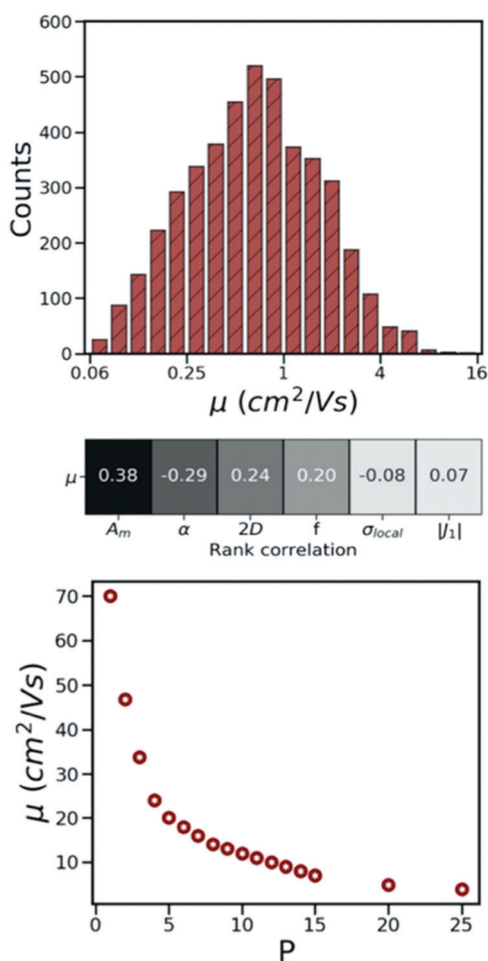 600
500
400
300
200
100
0
Counts
0.06 0.25 1 4 16
μ (cm²/Vs)
μ 0.38 -0.29 0.24 0.20 -0.08 0.07
A_m α 2D f σ_local |J_1|
Rank correlation
70
60
50
40
30
20
10
μ (cm²/Vs)
0 5 10 15 20 25
P